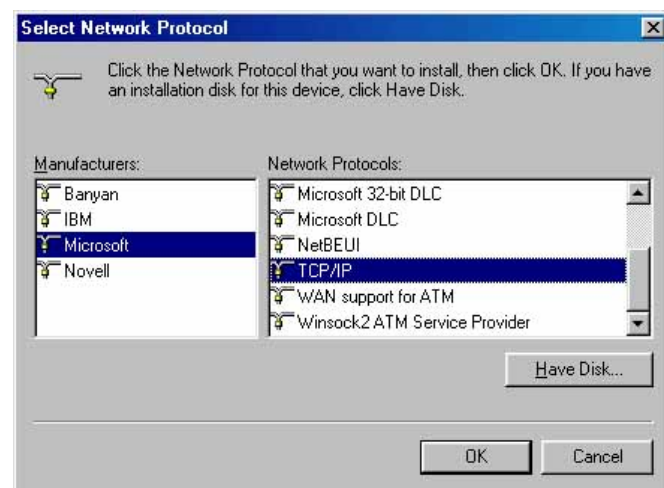 Select Network Protocol
Click the Network Protocol that you want to install, then click OK. If you have
an installation disk for this device, click Have Disk.
Manufacturers:
Banyan
IBM
Microsoft
Novell
Network Protocols:
Microsoft 32-bit DLC
Microsoft DLC
NetBEUI
TCP/IP
WAN support for ATM
Winsock2 ATM Service Provider
Have Disk...
OK
Cancel